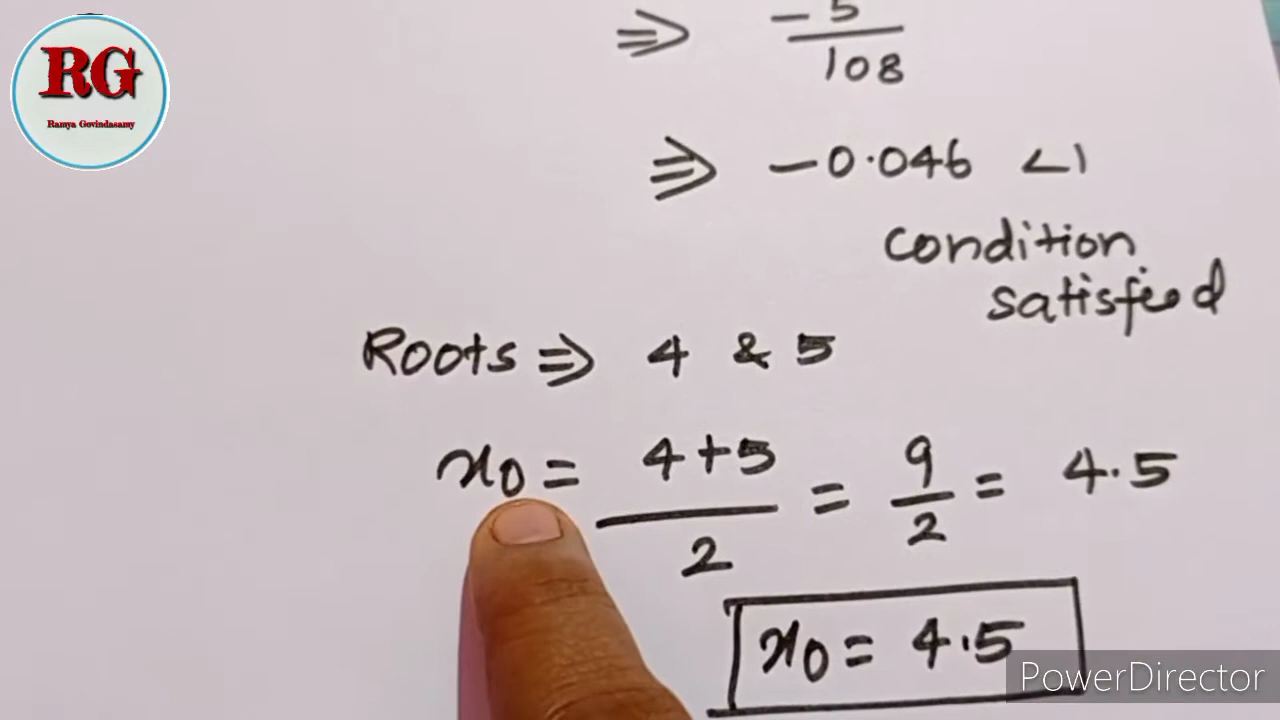 RG
Ramya Govindasamy
⇒ -5/108
⇒ -0.046 <1
condition
satisfied
Roots ⇒ 4 & 5
x0 = 4+5/2 = 9/2 = 4.5
x0 = 4.5
PowerDirector